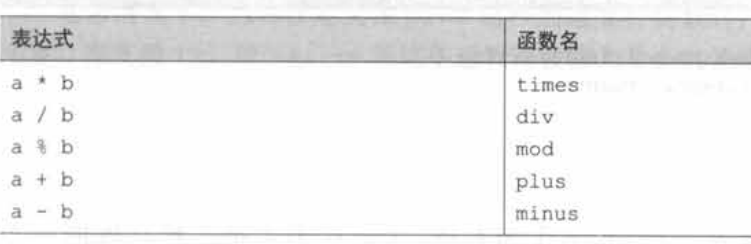 表达式 函数名
a * b times
a / b div
a % b mod
a + b plus
a - b minus